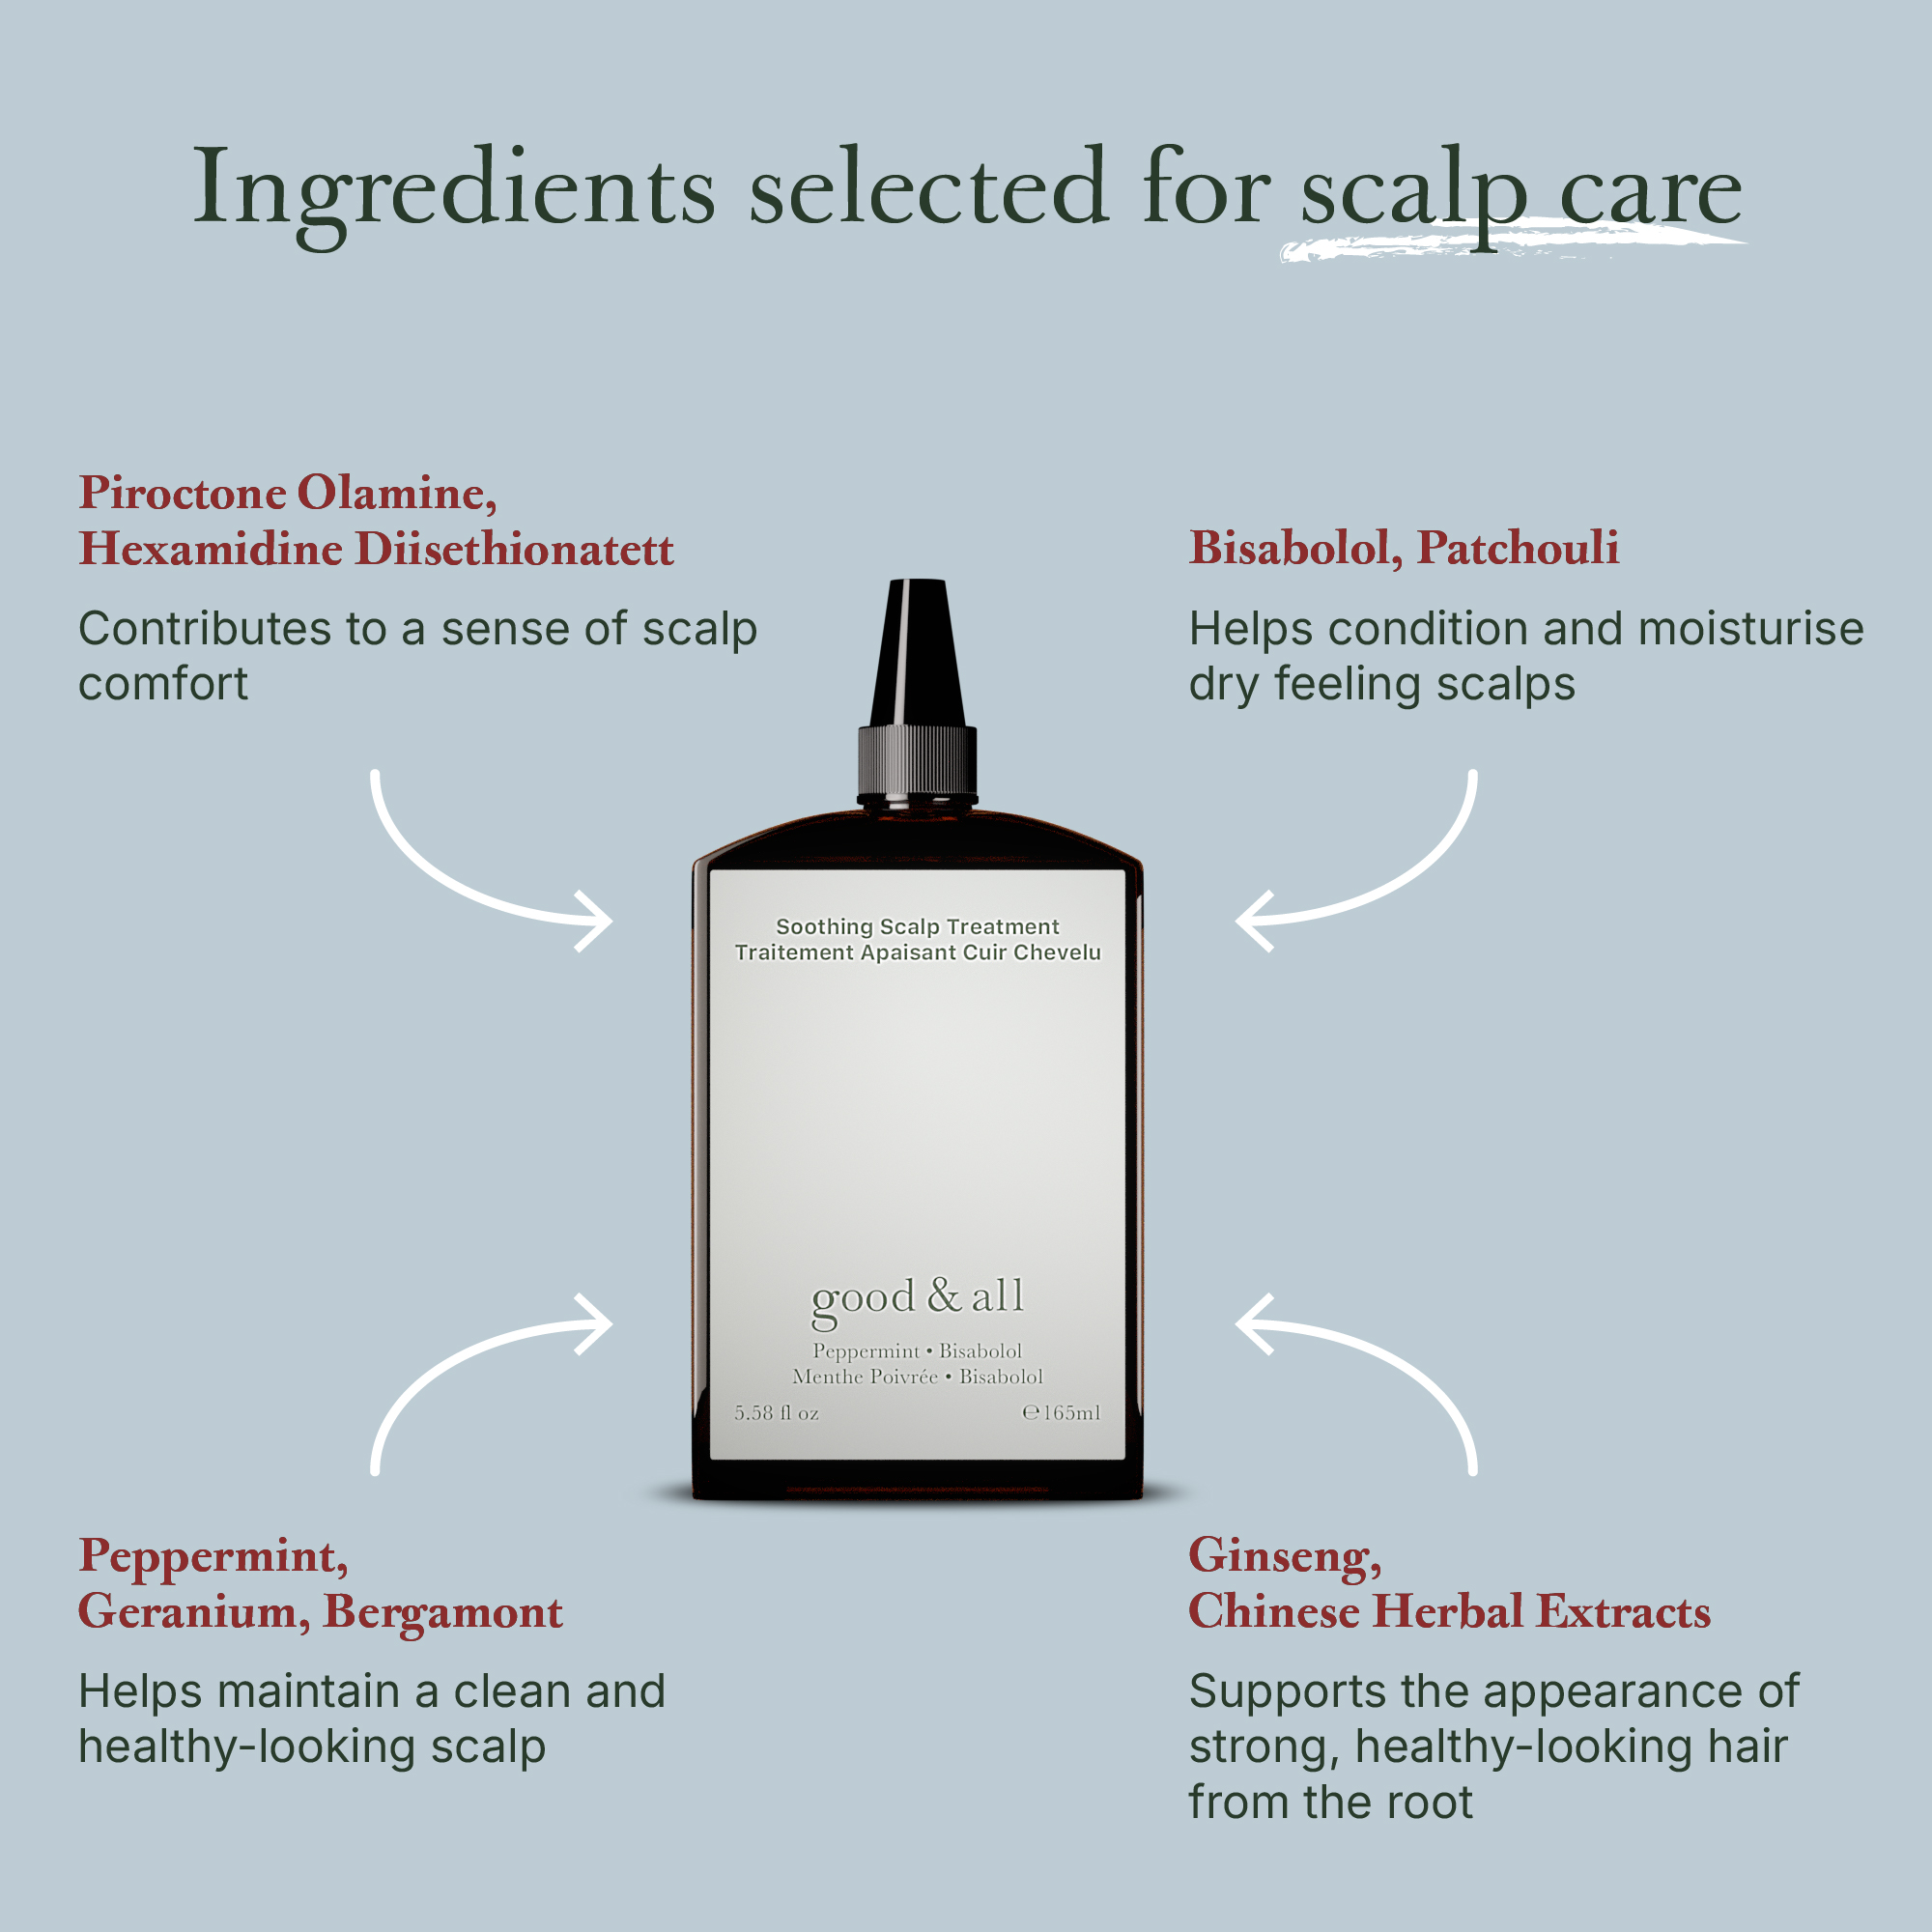 Ingredients selected for scalp care
Piroctone Olamine,
Hexamidine Diisethionatett
Contributes to a sense of scalp
comfort
Bisabolol, Patchouli
Helps condition and moisturise
dry feeling scalps
Soothing Scalp Treatment
Traitement Apaisant Cuir Chevelu
good & all
Peppermint • Bisabolol
Menthe Poivrée • Bisabolol
5.58 fl oz ℮165ml
Peppermint,
Geranium, Bergamont
Helps maintain a clean and
healthy-looking scalp
Ginseng,
Chinese Herbal Extracts
Supports the appearance of
strong, healthy-looking hair
from the root